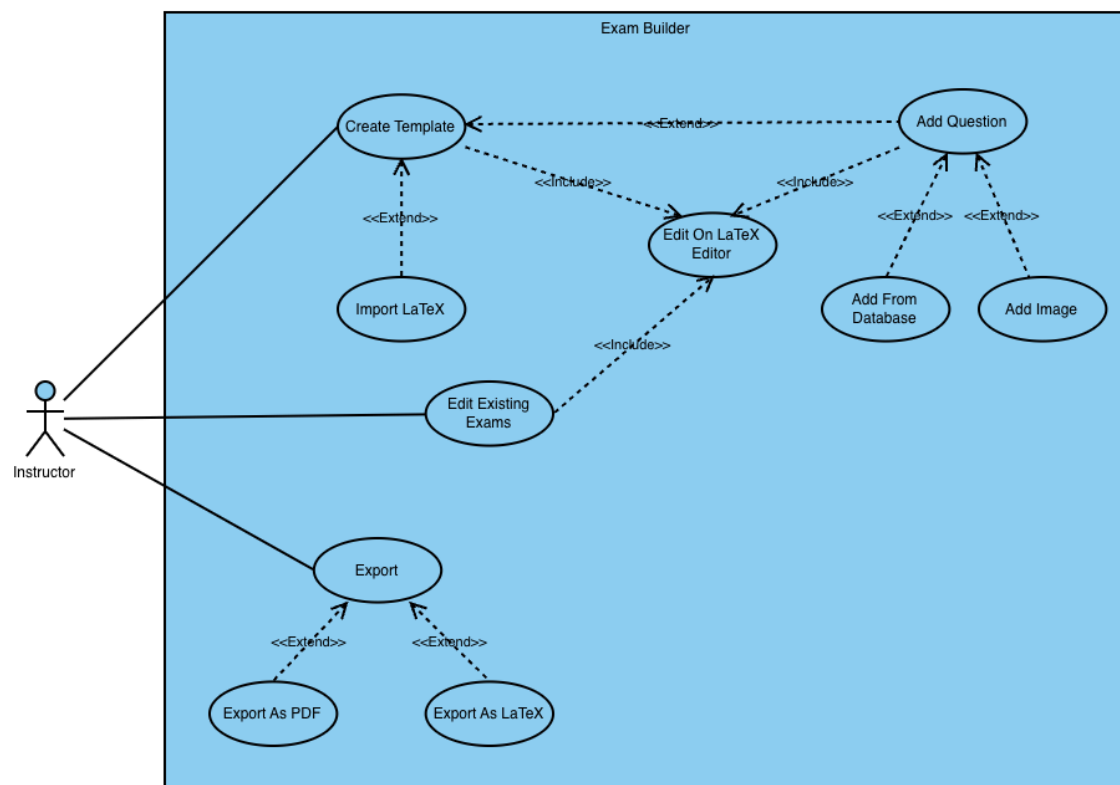 Exam Builder
Create Template
<<Extend>>
Add Question
<<Include>>
<<Include>>
<<Extend>>
<<Extend>>
<<Extend>>
Edit On LaTeX
Editor
Import LaTeX
Add From
Database
Add Image
<<Include>>
Edit Existing
Exams
Instructor
Export
<<Extend>>
<<Extend>>
Export As PDF
Export As LaTeX